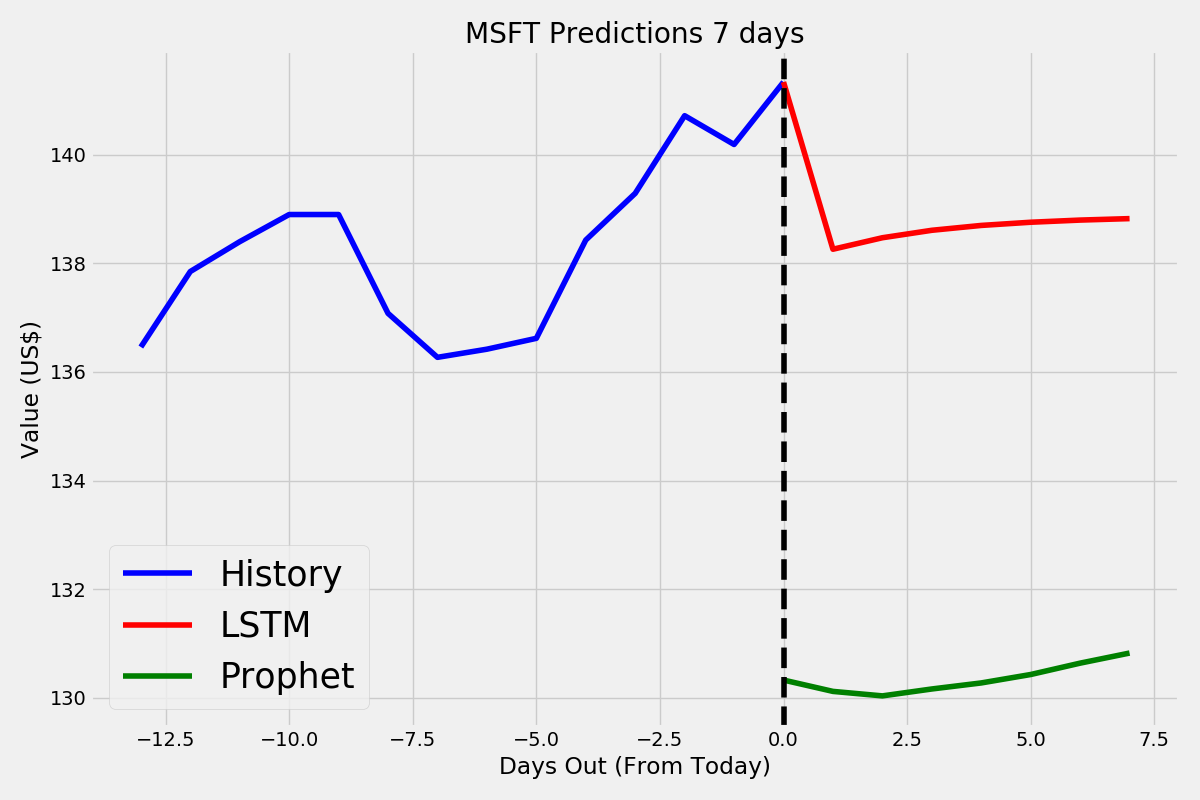 MSFT Predictions 7 days
Value (US$)
140
138
136
134
132
130
History
LSTM
Prophet
−12.5 −10.0 −7.5 −5.0 −2.5 0.0 2.5 5.0 7.5
Days Out (From Today)